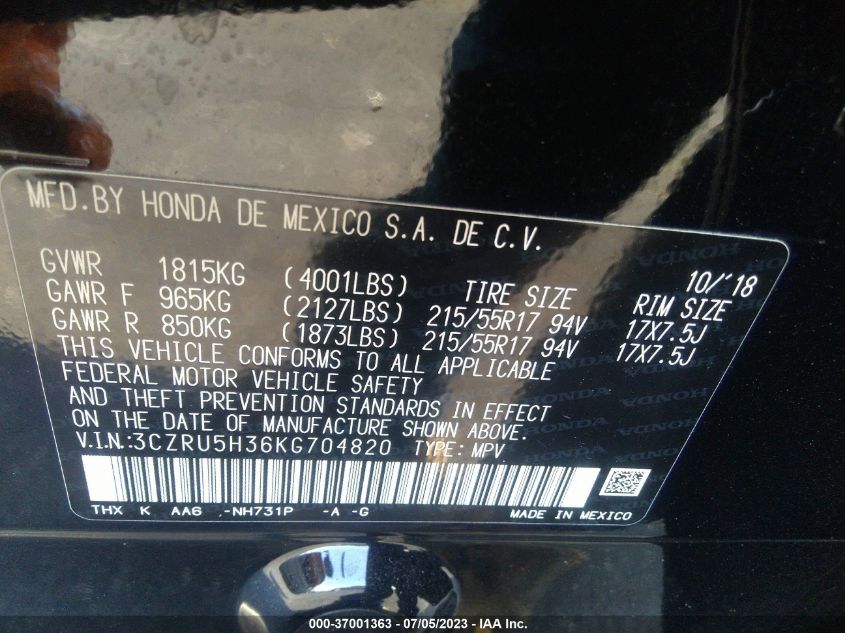 MFD.BY HONDA DE MEXICO S.A. DE C.V.
10/'18
GVWR 1815KG (4001LBS) TIRE SIZE RIM SIZE
GAWR F 965KG (2127LBS) 215/55R17 94V 17X7.5J
GAWR R 850KG (1873LBS) 215/55R17 94V 17X7.5J
THIS VEHICLE CONFORMS TO ALL APPLICABLE
FEDERAL MOTOR VEHICLE SAFETY
AND THEFT PREVENTION STANDARDS IN EFFECT
ON THE DATE OF MANUFACTURE SHOWN ABOVE.
V.I.N.:3CZRU5H36KG704820 TYPE: MPV
THX K AA6 -NH731P -A -G MADE IN MEXICO
000-37001363 - 07/05/2023 - IAA Inc.